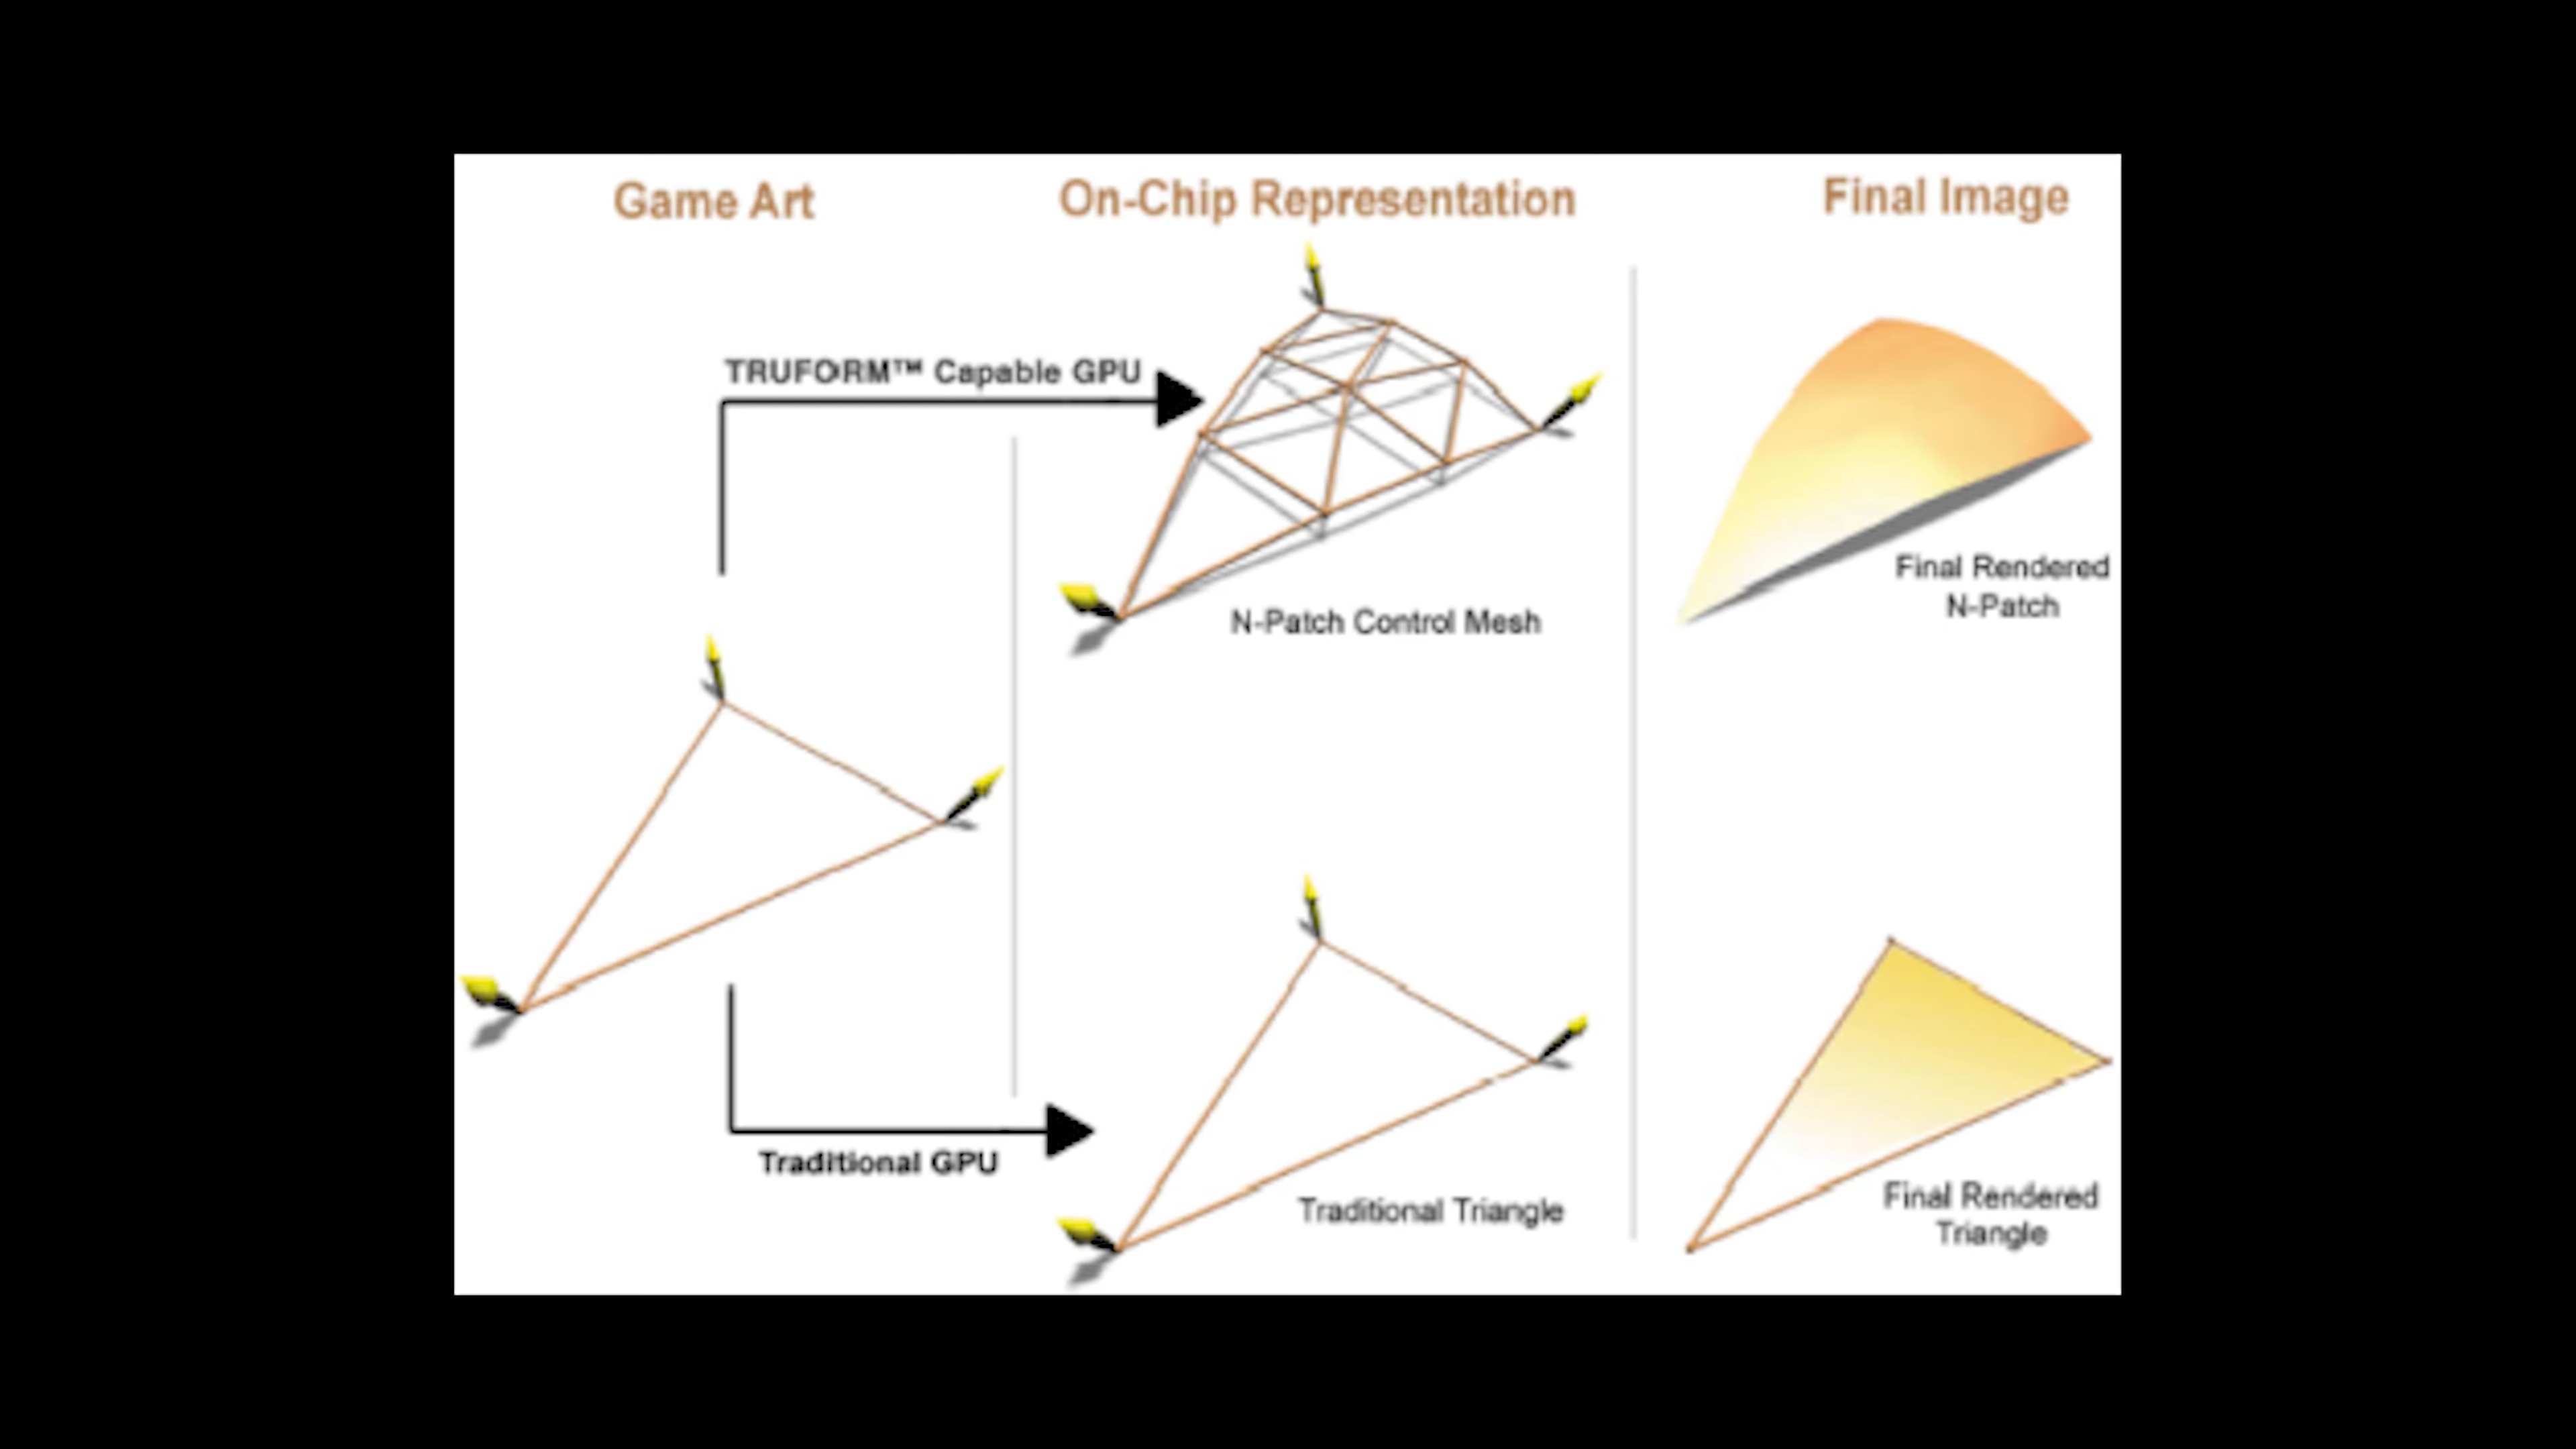 Game Art
On-Chip Representation
Final Image
TRUFORM™ Capable GPU
N-Patch Control Mesh
Final Rendered
N-Patch
Traditional GPU
Traditional Triangle
Final Rendered
Triangle